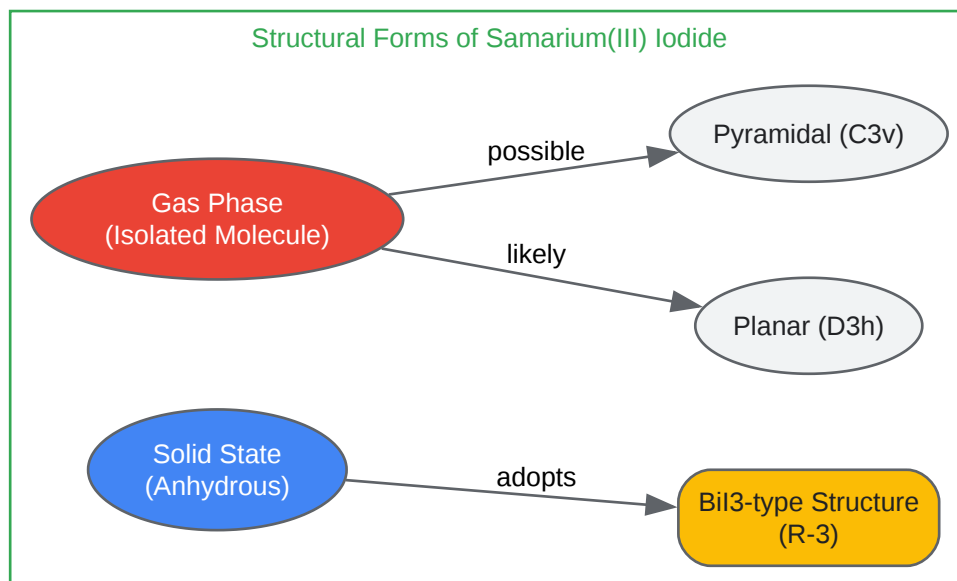 Structural Forms of Samarium(III) Iodide
Gas Phase
(Isolated Molecule)
possible
Pyramidal (C3v)
likely
Planar (D3h)
Solid State
(Anhydrous)
adopts
BiI3-type Structure
(R-3)